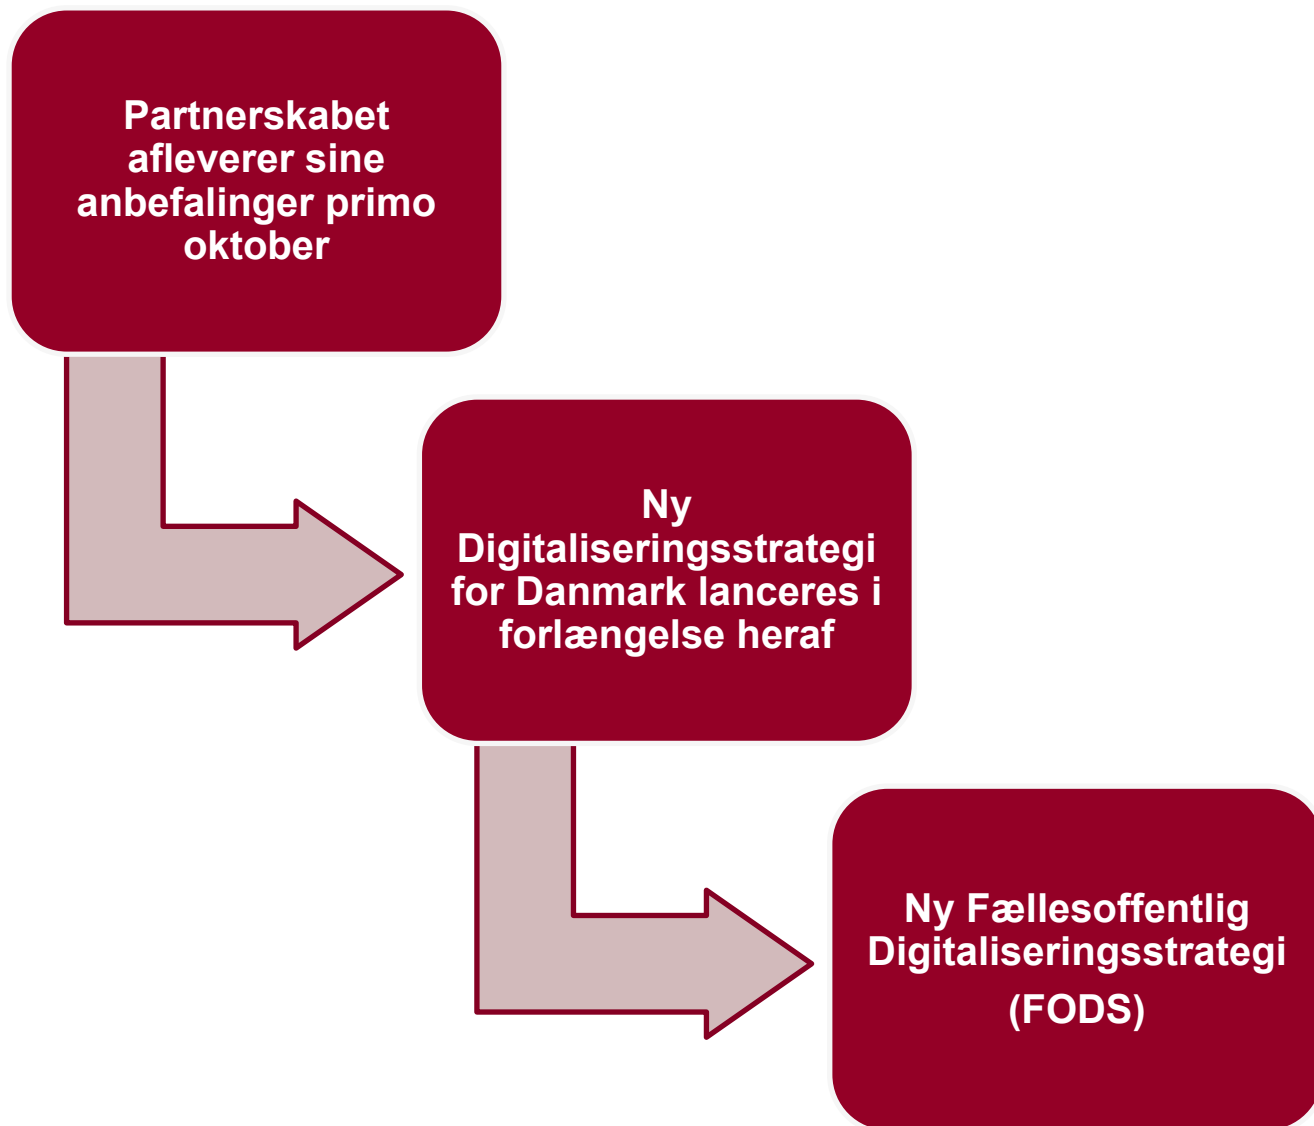 Partnerskabet
afleverer sine
anbefalinger primo
oktober
Ny
Digitaliseringsstrategi
for Danmark lanceres i
forlængelse heraf
Ny Fællesoffentlig
Digitaliseringsstrategi
(FODS)